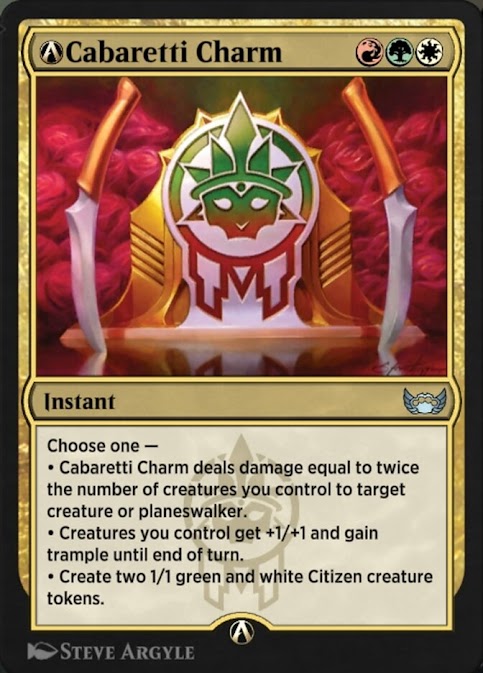 Cabaretti Charm
Instant
Choose one —
• Cabaretti Charm deals damage equal to twice
the number of creatures you control to target
creature or planeswalker.
• Creatures you control get +1/+1 and gain
trample until end of turn.
• Create two 1/1 green and white Citizen creature
tokens.
STEVE ARGYLE